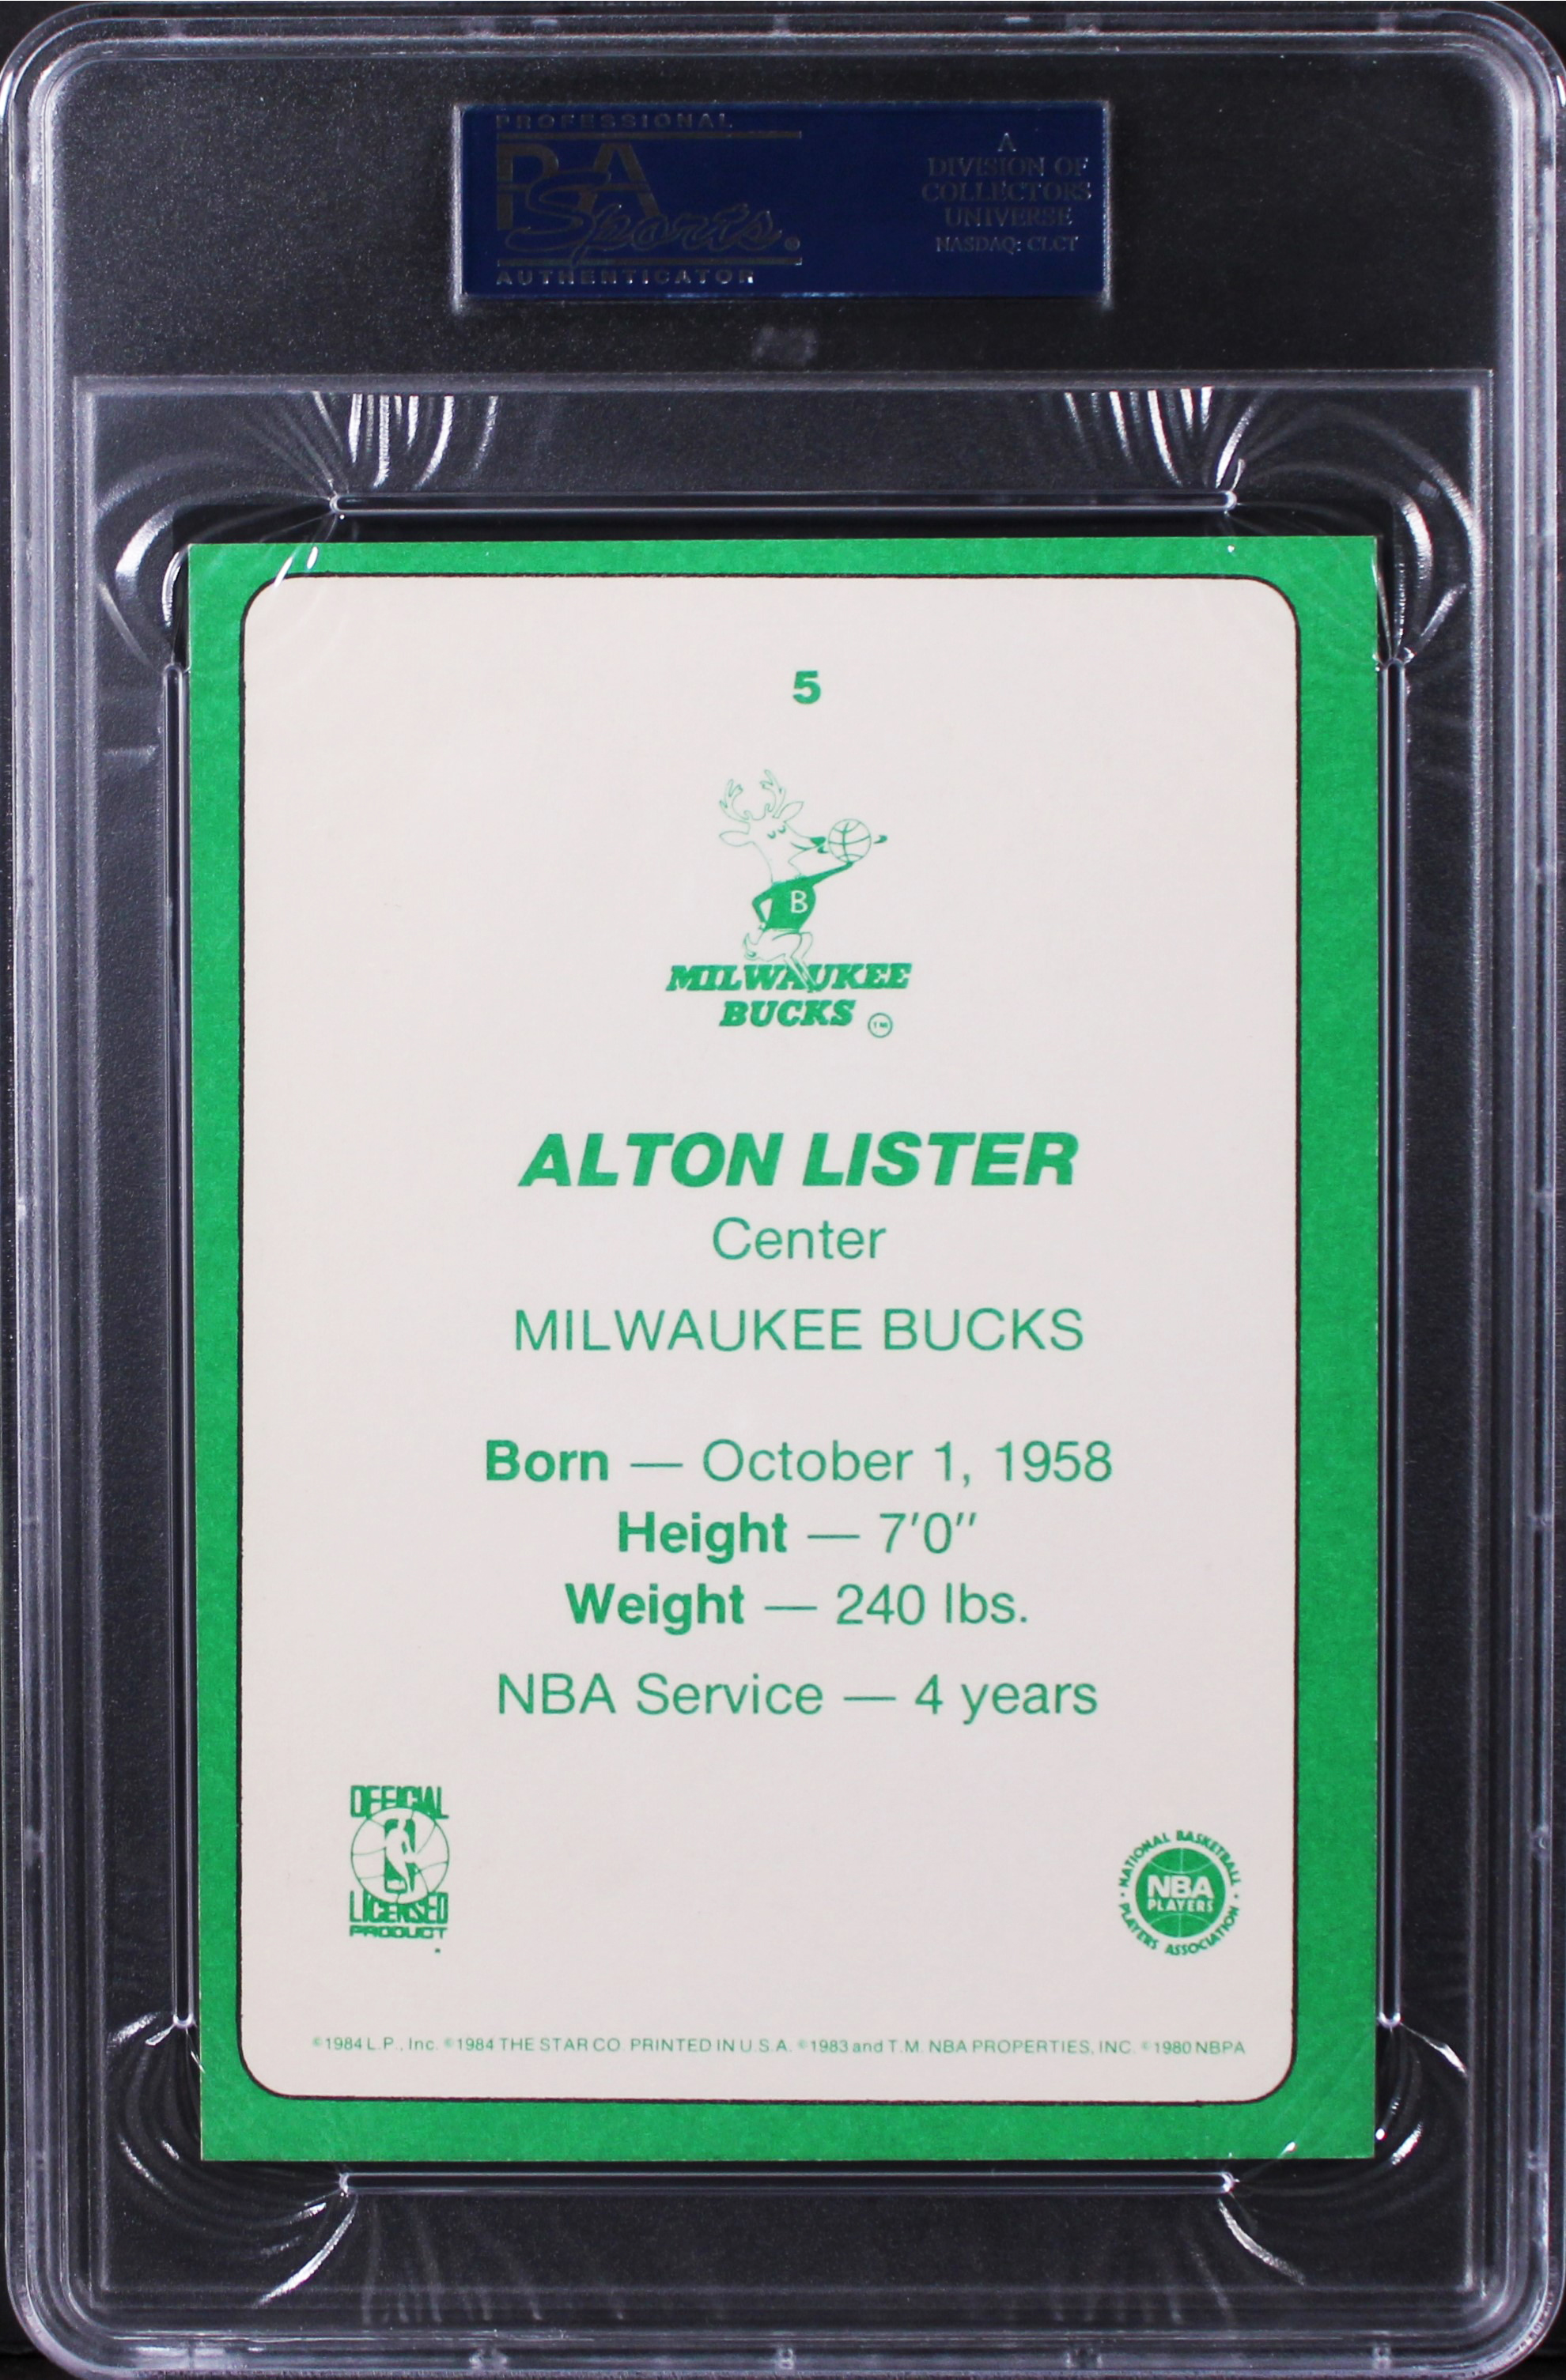 PROFESSIONAL
PSA
Sports®
AUTHENTICATOR
A
DIVISION OF
COLLECTORS
UNIVERSE
NASDAQ: CLCT
5
B
MILWAUKEE
BUCKS ™
ALTON LISTER
Center
MILWAUKEE BUCKS
Born — October 1, 1958
Height — 7'0"
Weight — 240 lbs.
NBA Service — 4 years
OFFICIAL
LICENSED
PRODUCT
NATIONAL BASKETBALL
NBA
PLAYERS
PLAYERS ASSOCIATION
©1984 L.P., Inc. ©1984 THE STAR CO. PRINTED IN U.S.A. ©1983 and T.M. NBA PROPERTIES, INC. ©1980 NBPA